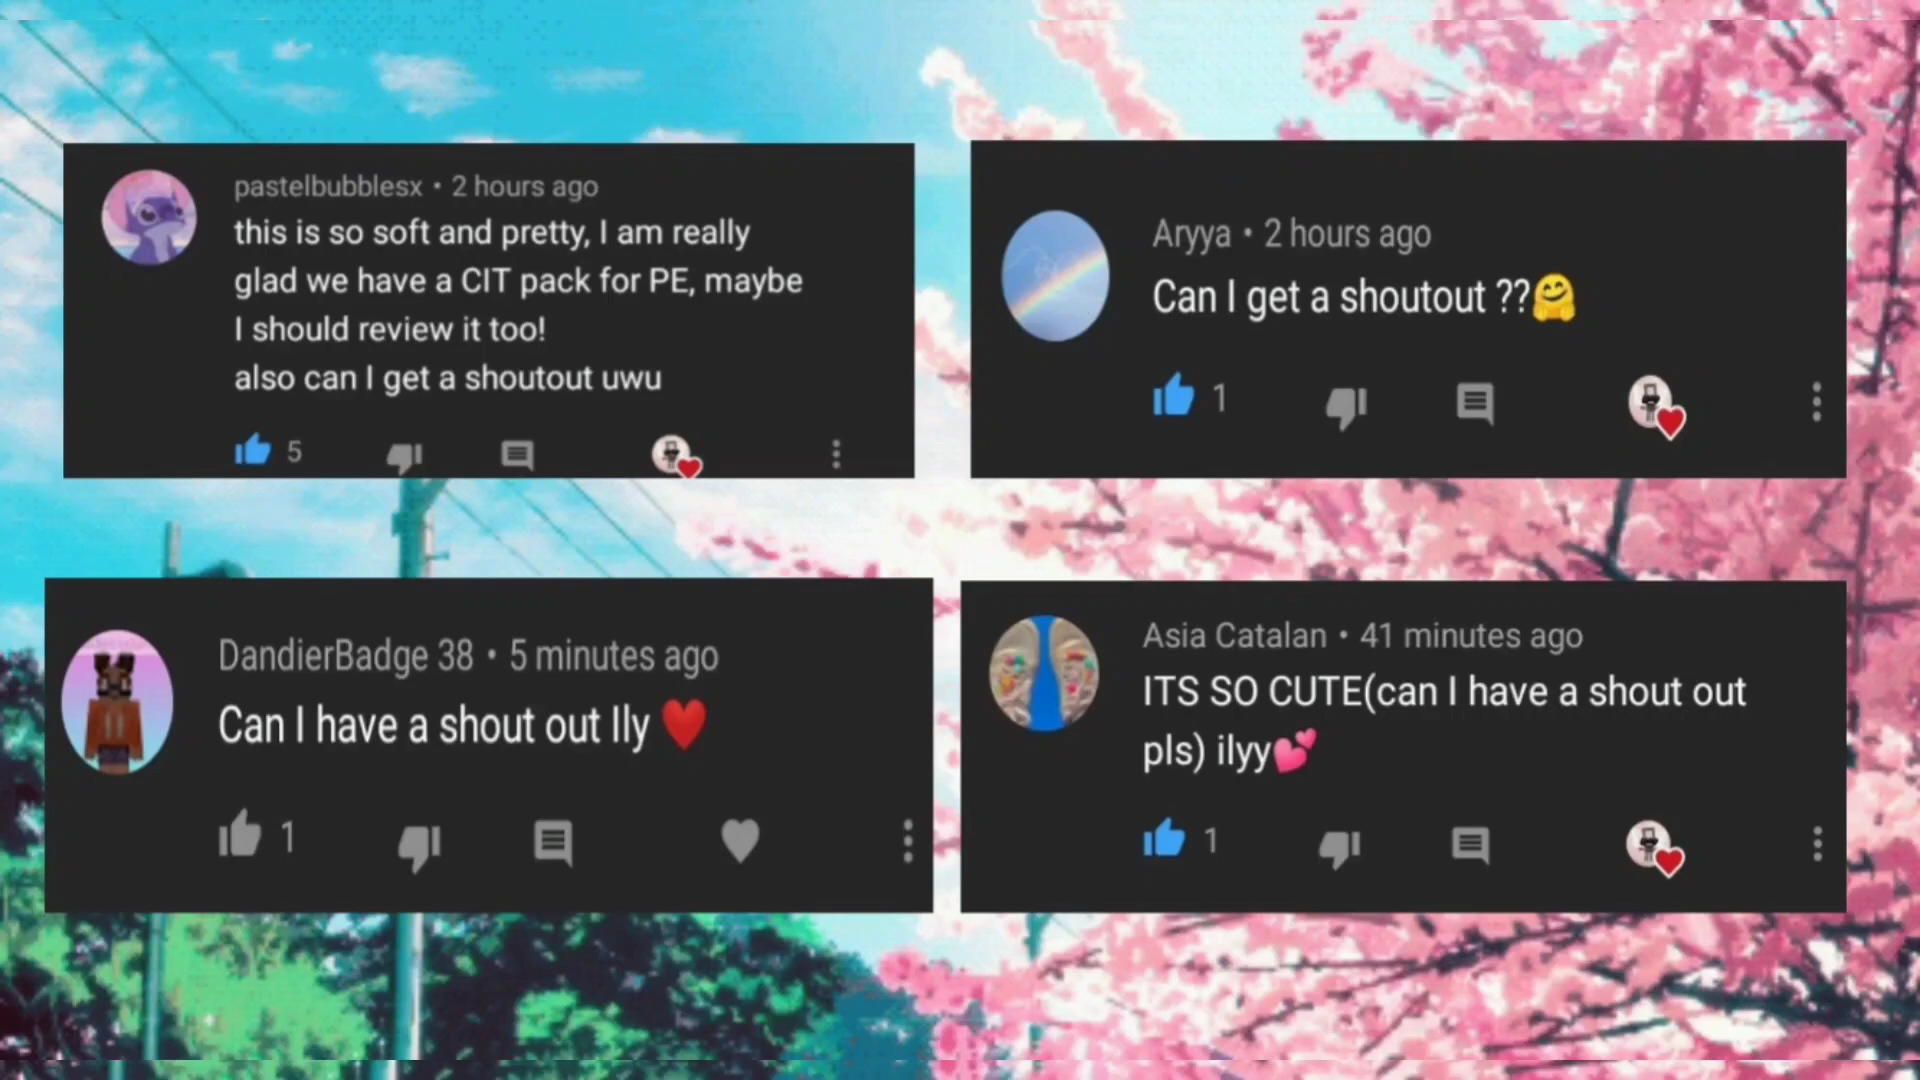 pastelbubblesx • 2 hours ago
this is so soft and pretty, I am really
glad we have a CIT pack for PE, maybe
I should review it too!
also can I get a shoutout uwu
5
Aryya • 2 hours ago
Can I get a shoutout ??🤗
1
DandierBadge 38 • 5 minutes ago
Can I have a shout out Ily ❤️
1
Asia Catalan • 41 minutes ago
ITS SO CUTE(can I have a shout out
pls) ilyy💕
1